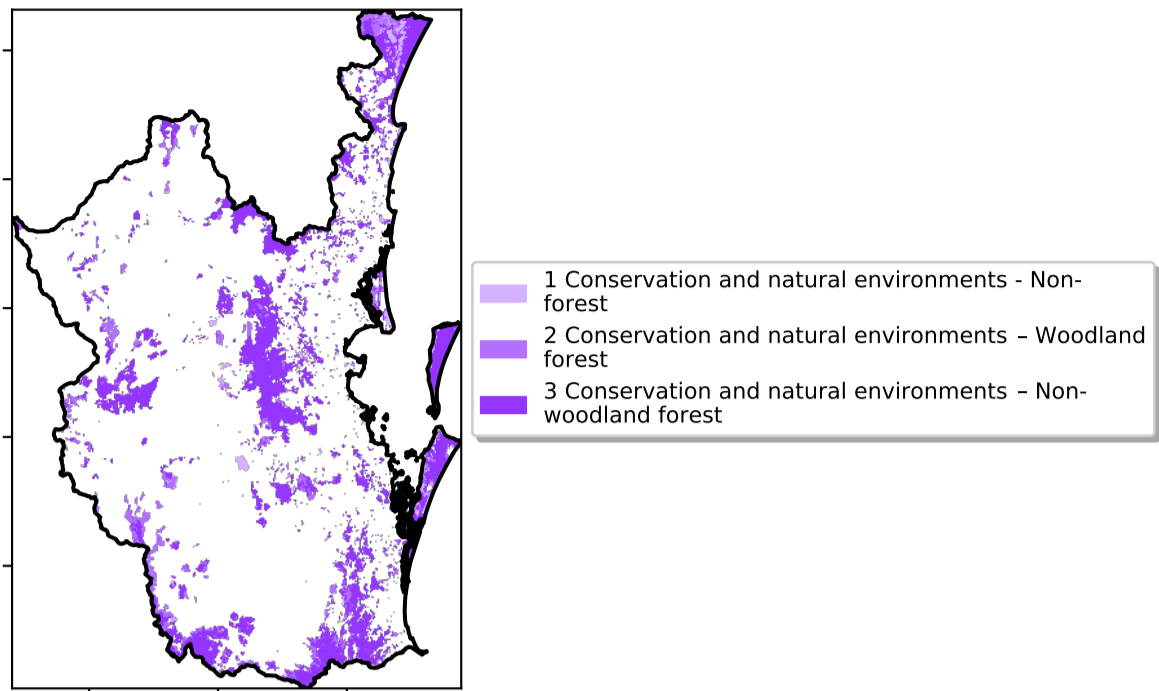 1 Conservation and natural environments - Non-
forest
2 Conservation and natural environments – Woodland
forest
3 Conservation and natural environments – Non-
woodland forest